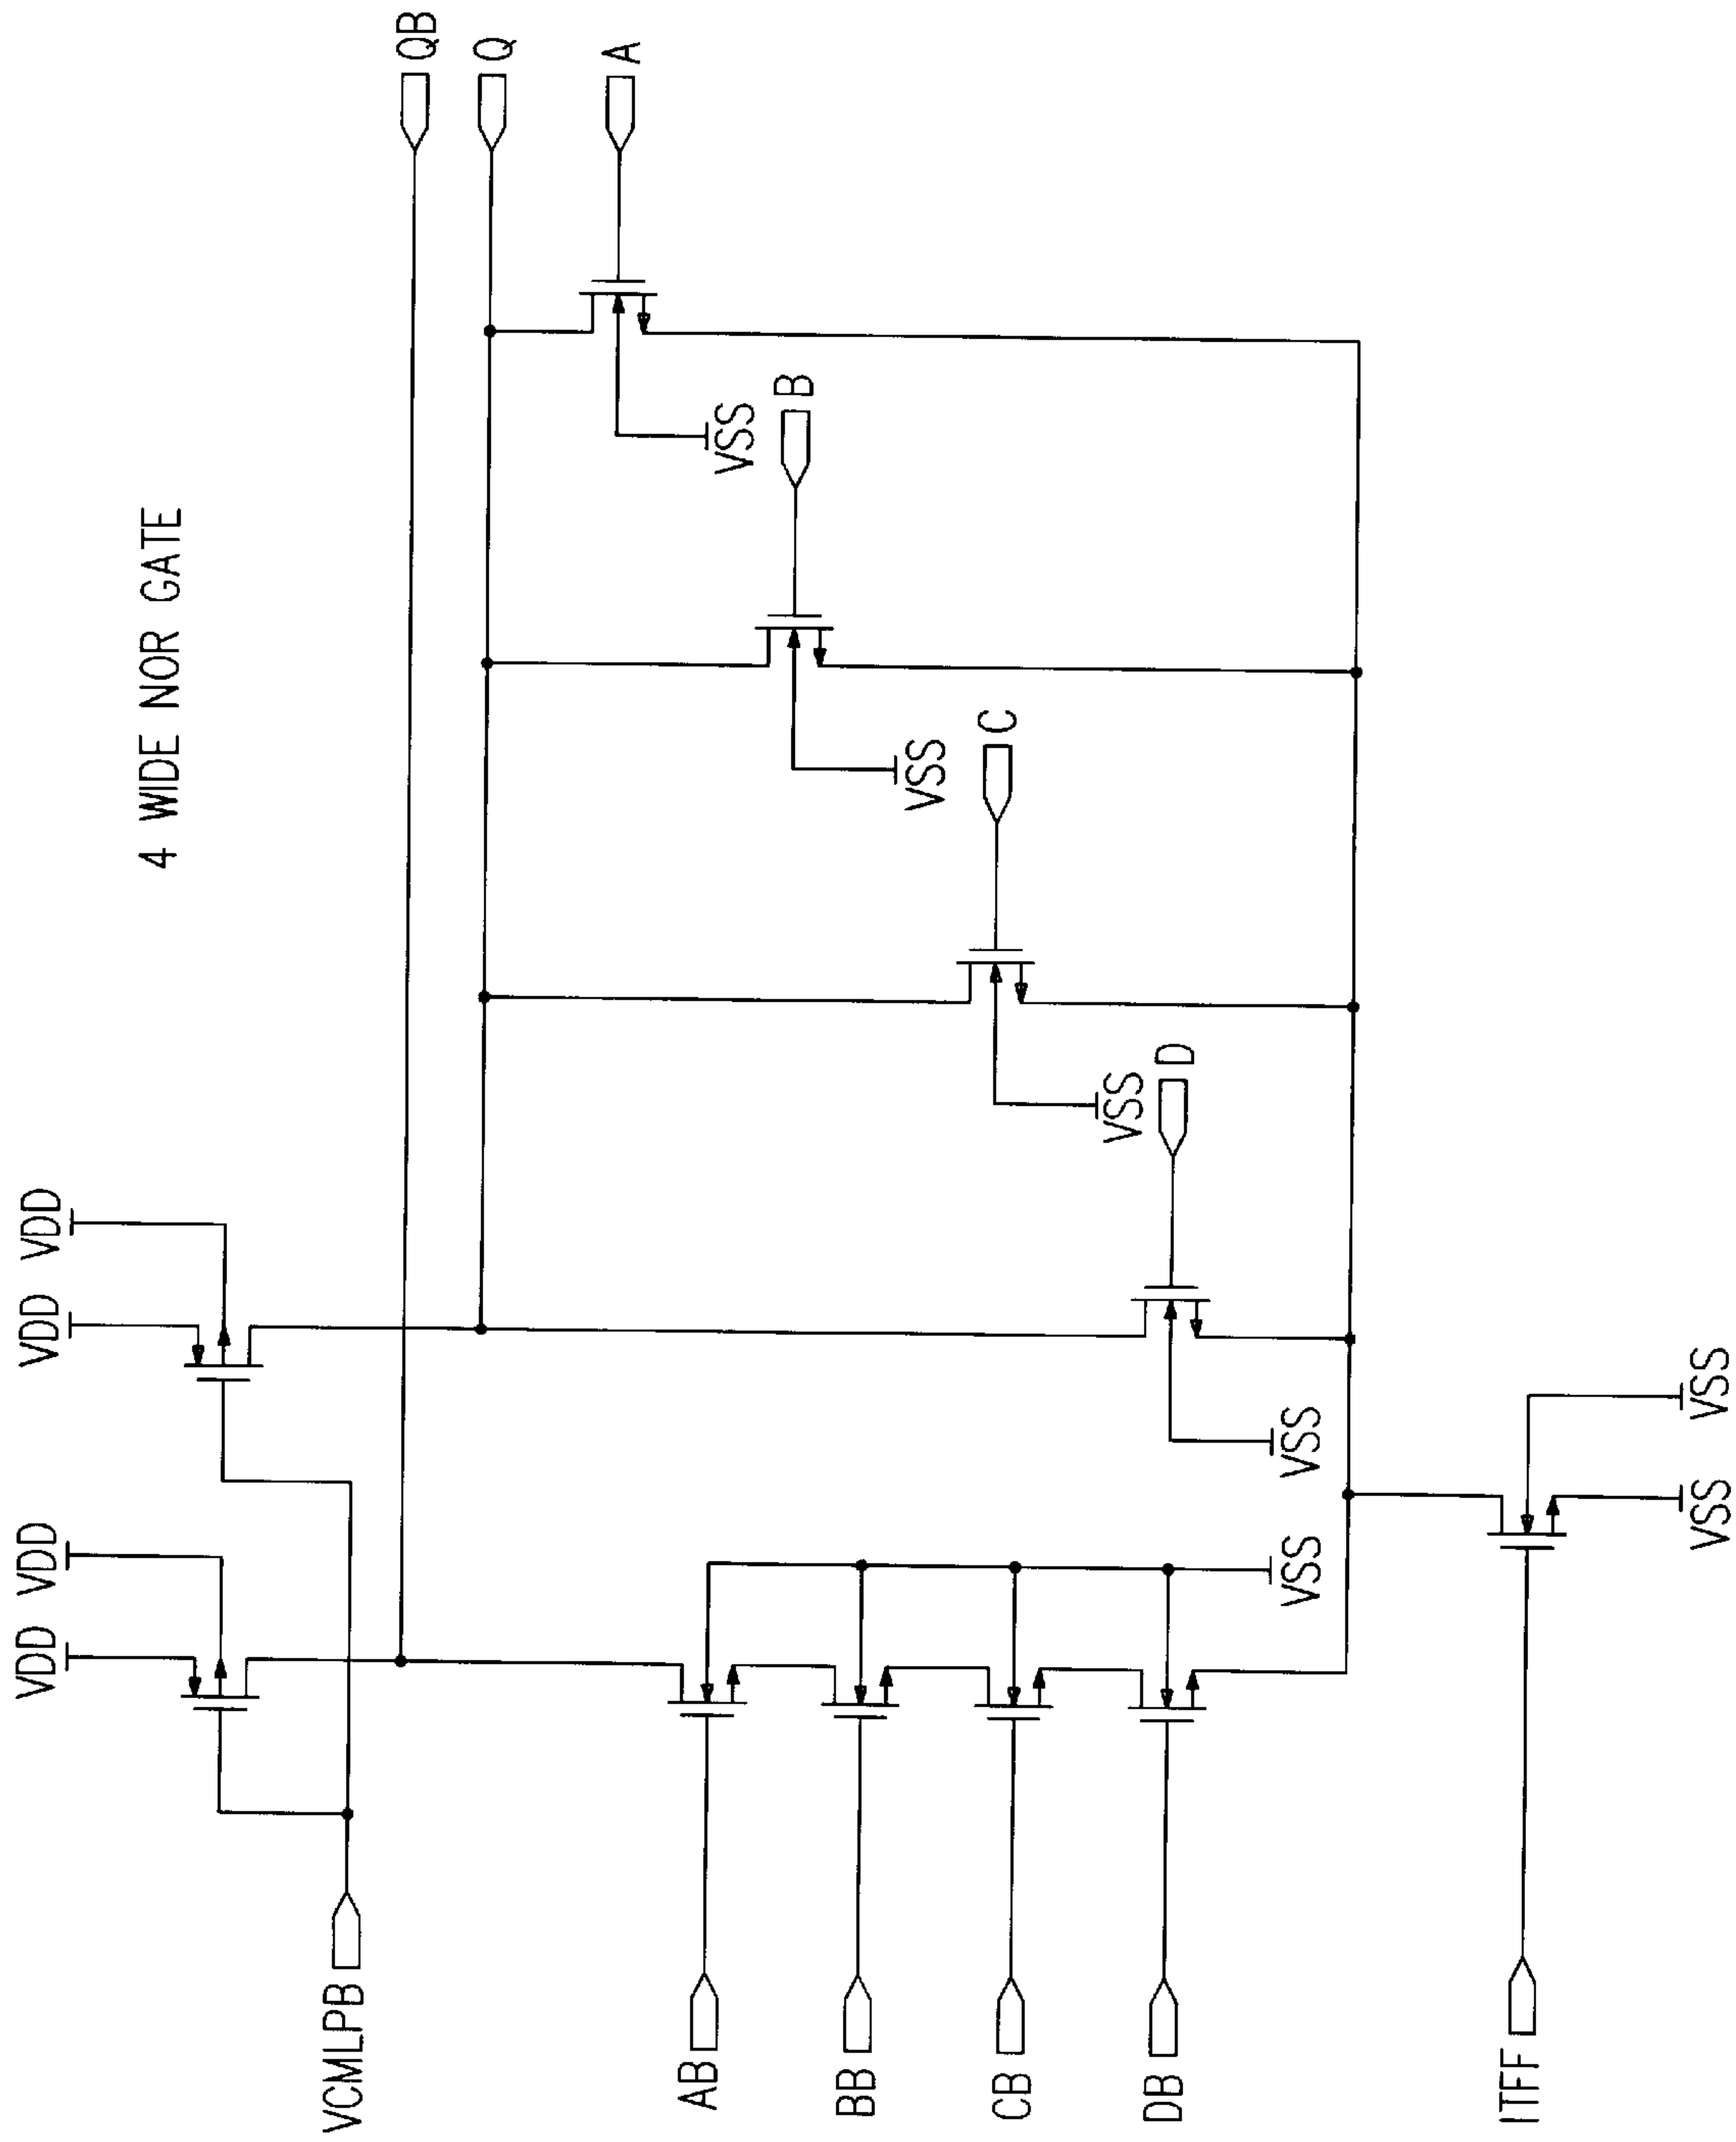 4 WIDE NOR GATE
VDD VDD
VDD VDD
VCMLPB
QB
Q
A
VSS
B
VSS
C
VSS
D
VSS
AB
BB
CB
DB
VSS
ITFF
VSS
VSS